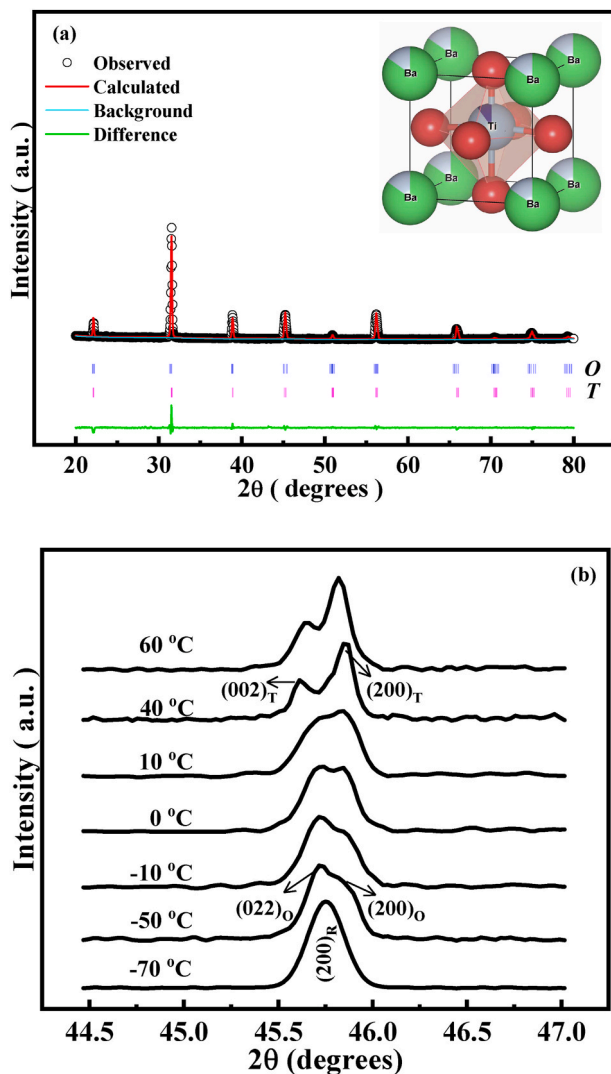 (a)
Observed
Calculated
Background
Difference
Ba Ba
Ba Ba
Ti
Ba Ba
Ba Ba
Intensity ( a.u.)
O
T
20 30 40 50 60 70 80
2θ ( degrees )
(b)
60 °C
(002)T (200)T
40 °C
10 °C
0 °C
-10 °C
(022)O (200)O
-50 °C
(200)R
-70 °C
Intensity ( a.u.)
44.5 45.0 45.5 46.0 46.5 47.0
2θ (degrees)